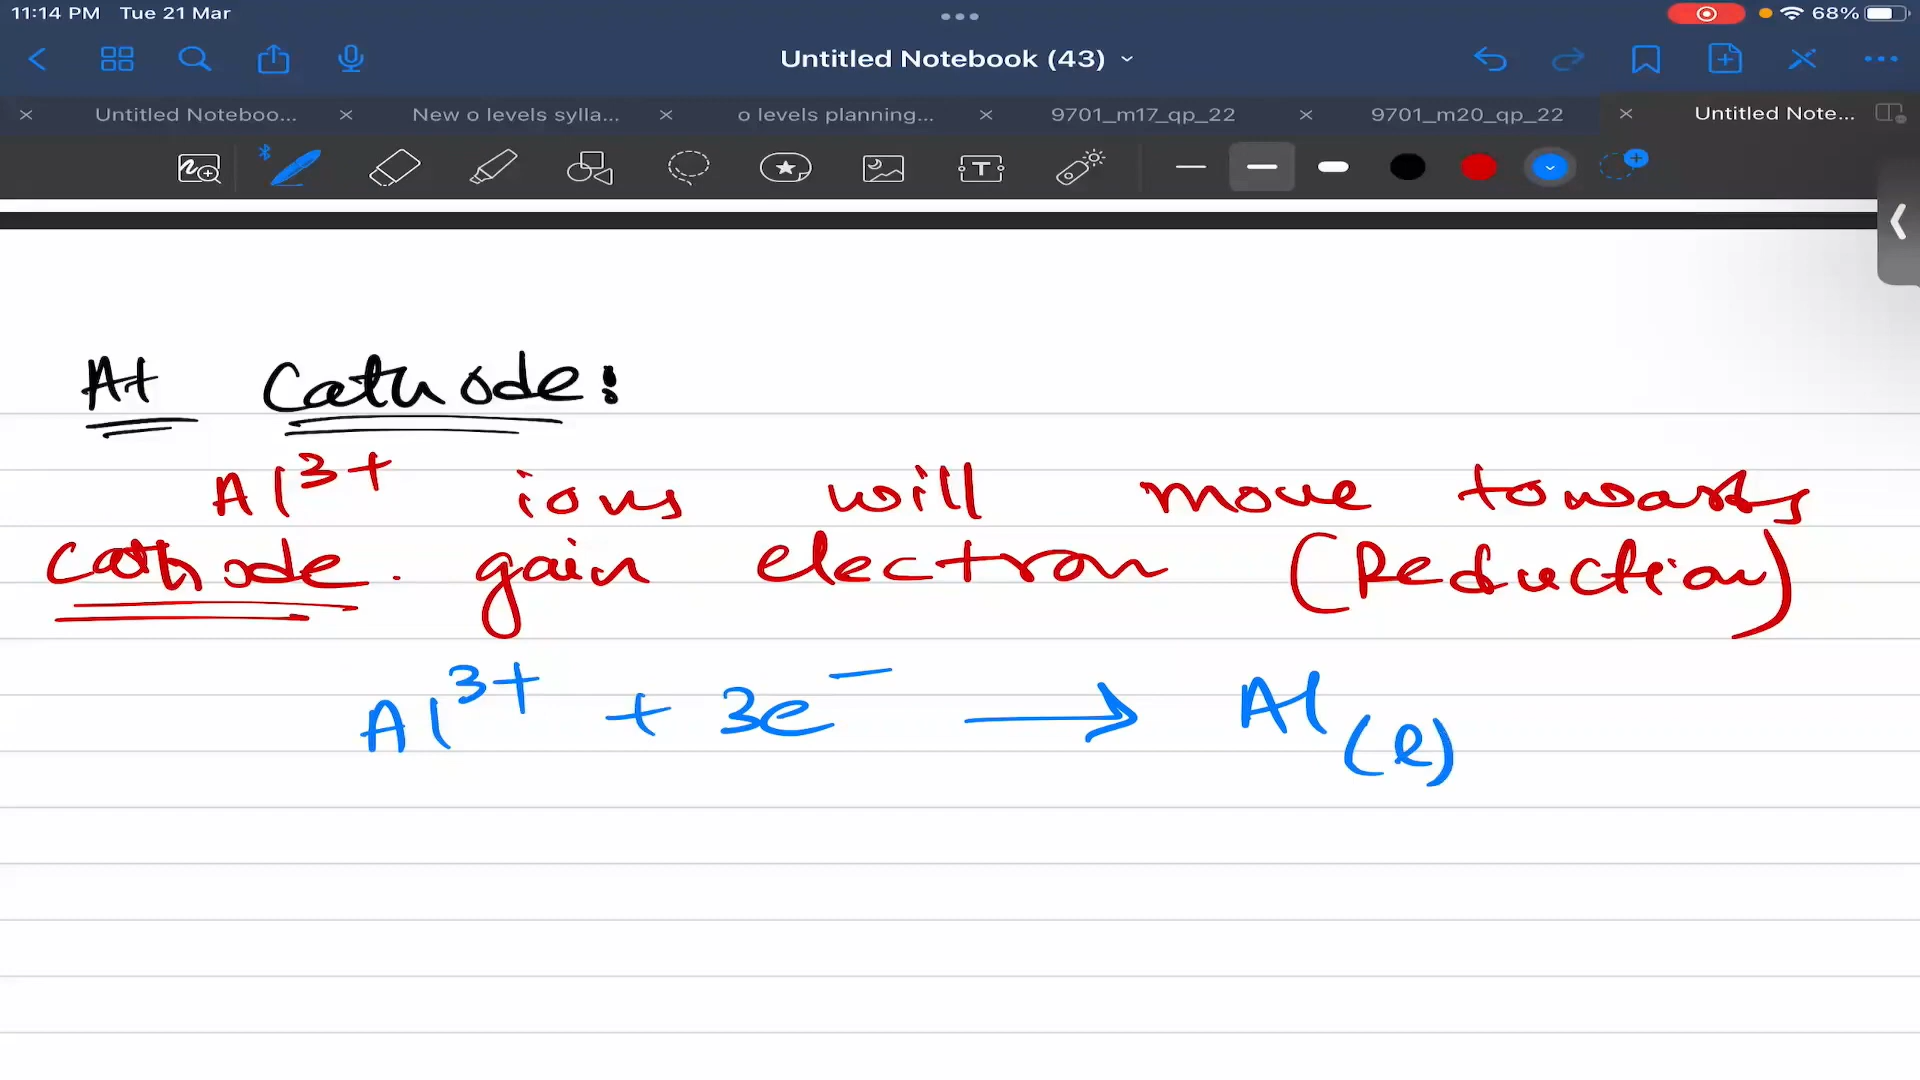 11:14 PM Tue 21 Mar 68%
Untitled Notebook (43)
Untitled Noteboo... New o levels sylla... o levels planning... 9701_m17_qp_22 9701_m20_qp_22 Untitled Note...
At Cathode:
Al³⁺ ions will move towards
cathode. gain electron (Reduction)
Al³⁺ + 3e⁻ → Al(l)